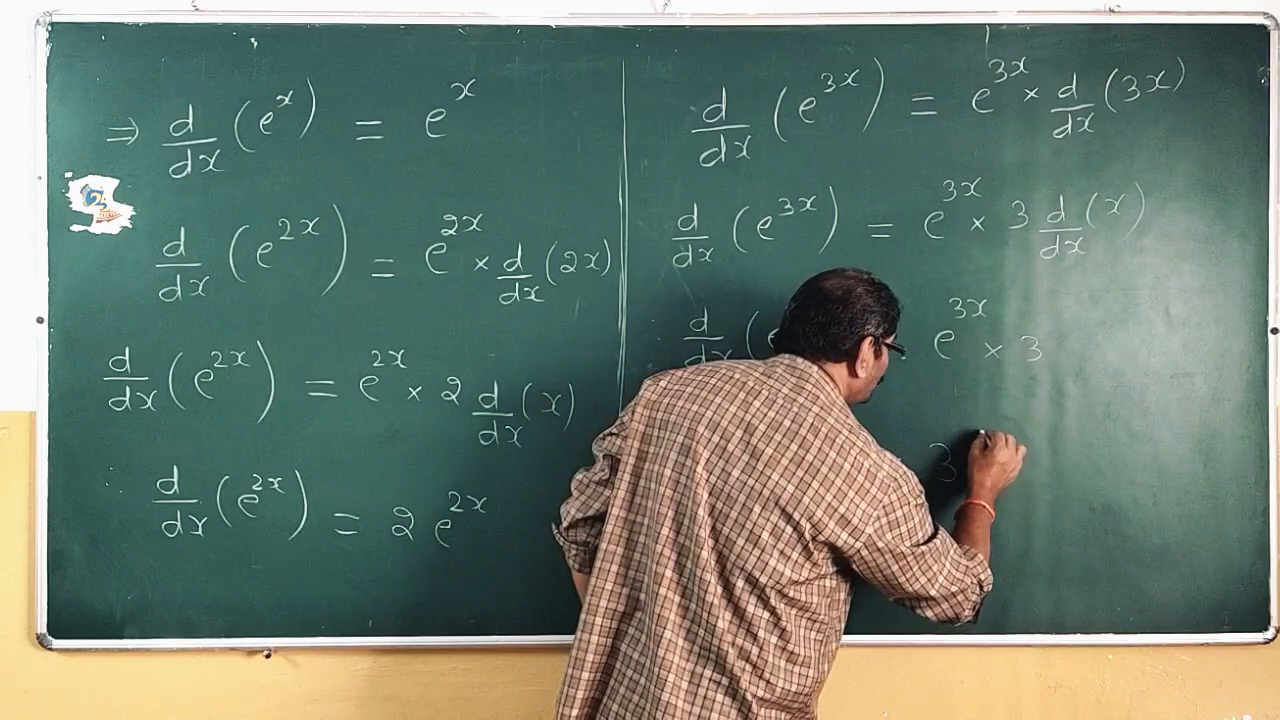 ⇒ d/dx (e^x) = e^x
d/dx (e^2x) = e^2x × d/dx (2x)
d/dx (e^2x) = e^2x × 2 d/dx (x)
∴ d/dx (e^2x) = 2 e^2x
d/dx (e^3x) = e^3x × d/dx (3x)
d/dx (e^3x) = e^3x × 3 d/dx (x)
d/dx (e e^3x × 3
3